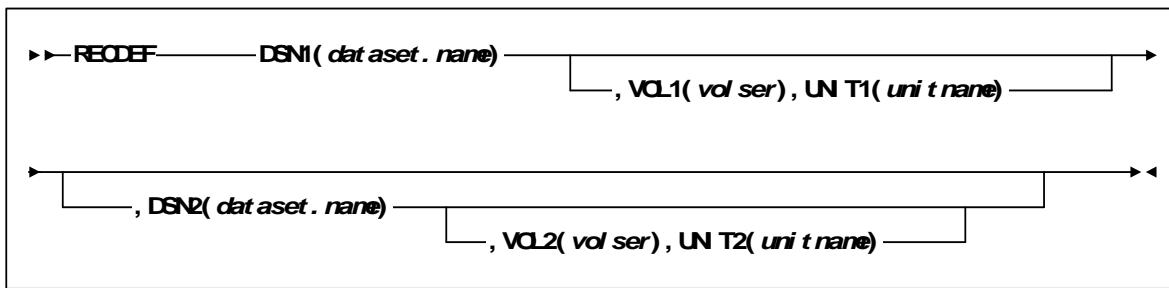 RECDEF DSN1(dataset.name)
, VOL1(volser), UNIT1(unitname)
, DSN2(dataset.name)
, VOL2(volser), UNIT2(unitname)